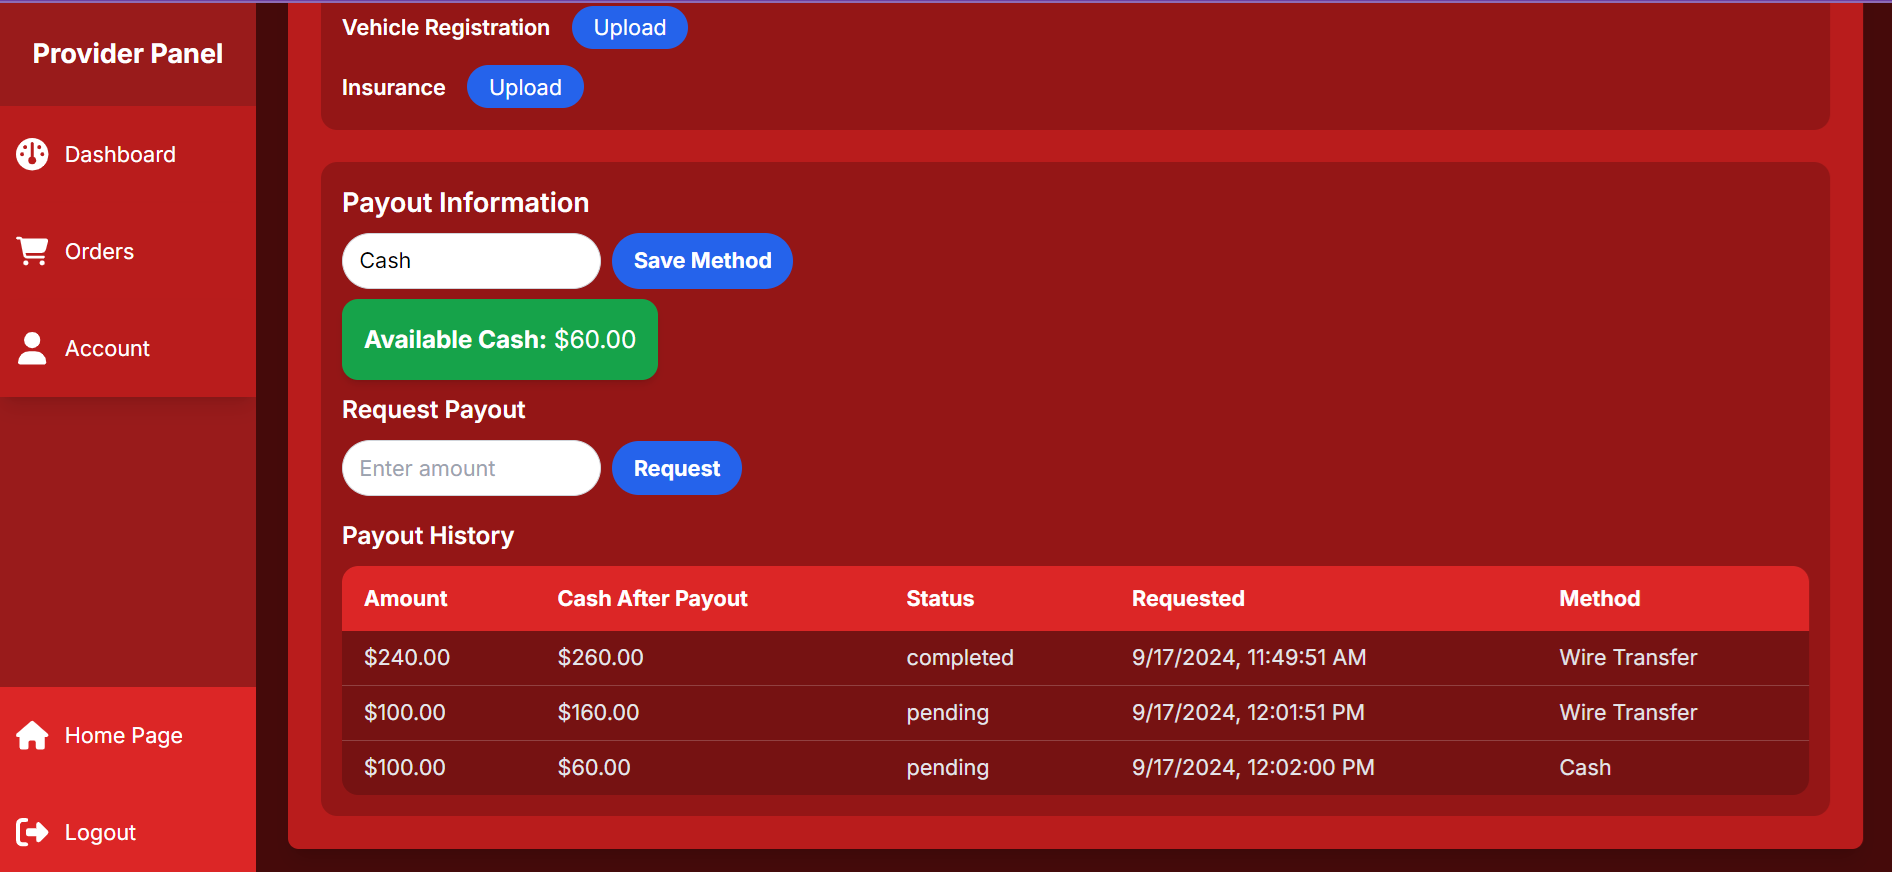 Provider Panel
Dashboard
Orders
Account
Home Page
Logout
Vehicle Registration Upload
Insurance Upload
Payout Information
Cash Save Method
Available Cash: $60.00
Request Payout
Enter amount Request
Payout History
Amount Cash After Payout Status Requested Method
$240.00 $260.00 completed 9/17/2024, 11:49:51 AM Wire Transfer
$100.00 $160.00 pending 9/17/2024, 12:01:51 PM Wire Transfer
$100.00 $60.00 pending 9/17/2024, 12:02:00 PM Cash